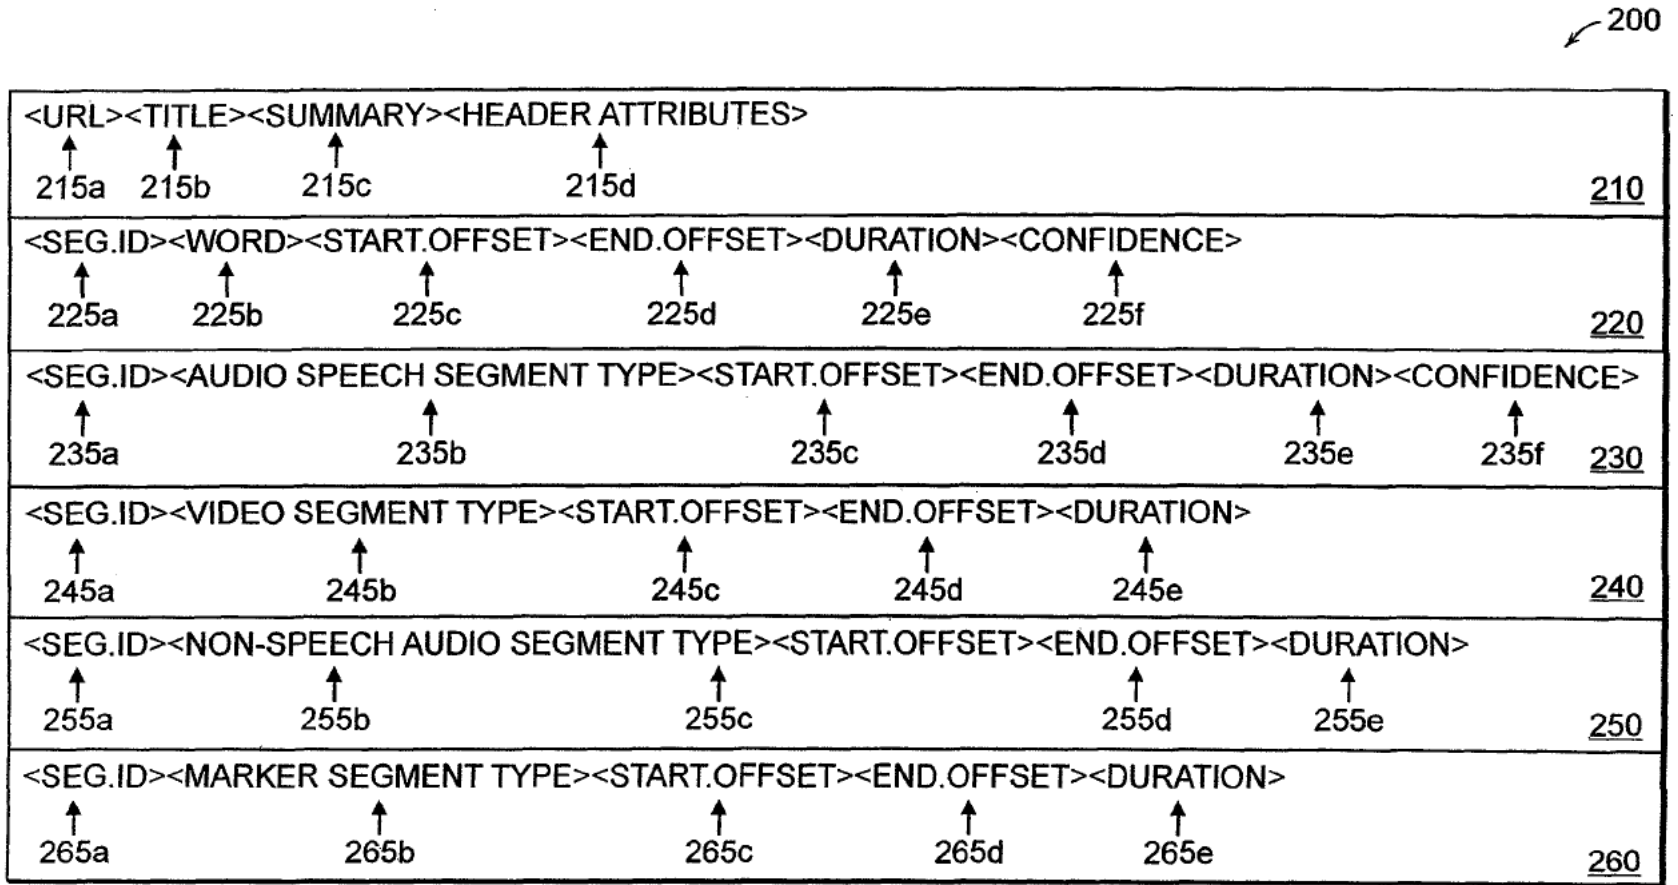 200
<URL><TITLE><SUMMARY><HEADER ATTRIBUTES>
215a 215b 215c 215d 210
<SEG.ID><WORD><START.OFFSET><END.OFFSET><DURATION><CONFIDENCE>
225a 225b 225c 225d 225e 225f 220
<SEG.ID><AUDIO SPEECH SEGMENT TYPE><START.OFFSET><END.OFFSET><DURATION><CONFIDENCE>
235a 235b 235c 235d 235e 235f 230
<SEG.ID><VIDEO SEGMENT TYPE><START.OFFSET><END.OFFSET><DURATION>
245a 245b 245c 245d 245e 240
<SEG.ID><NON-SPEECH AUDIO SEGMENT TYPE><START.OFFSET><END.OFFSET><DURATION>
255a 255b 255c 255d 255e 250
<SEG.ID><MARKER SEGMENT TYPE><START.OFFSET><END.OFFSET><DURATION>
265a 265b 265c 265d 265e 260